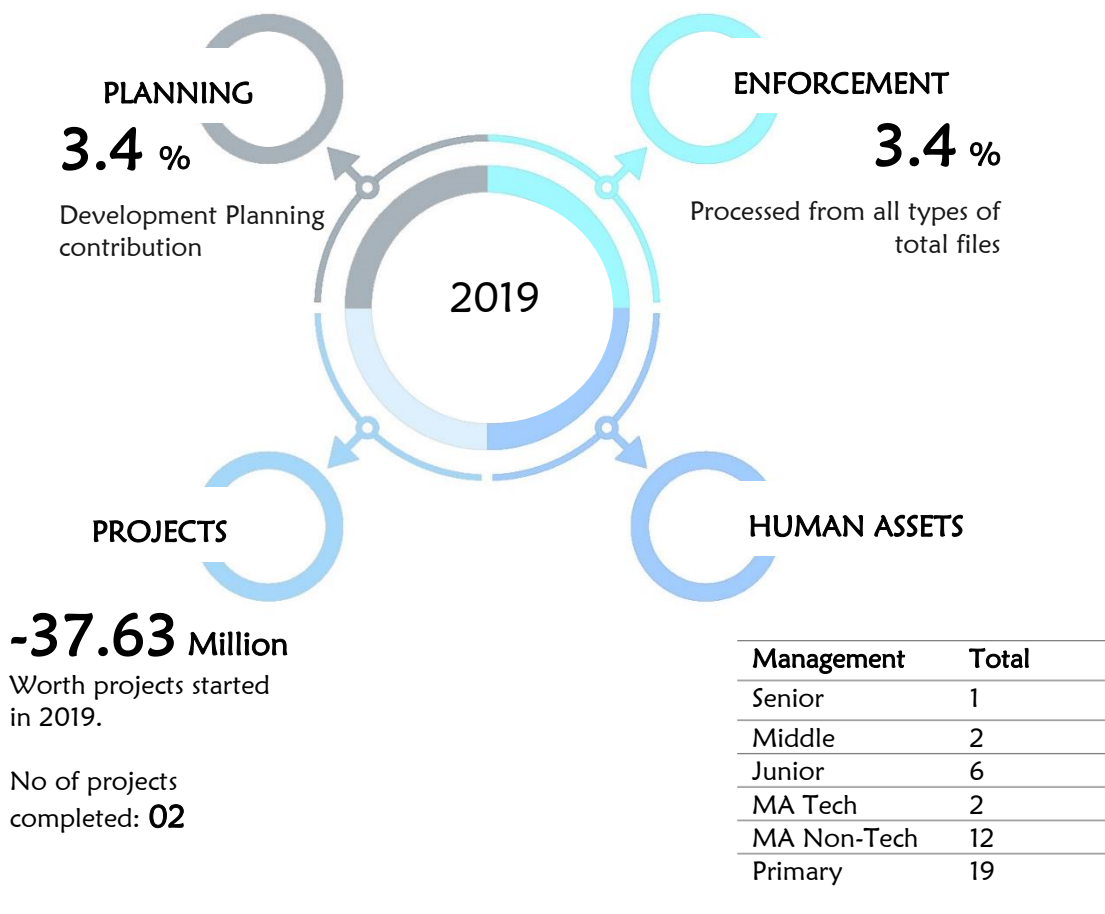 PLANNING
3.4 %
Development Planning
contribution
ENFORCEMENT
3.4 %
Processed from all types of
total files
2019
PROJECTS
-37.63 Million
Worth projects started
in 2019.
No of projects
completed: 02
HUMAN ASSETS
Management Total
Senior 1
Middle 2
Junior 6
MA Tech 2
MA Non-Tech 12
Primary 19